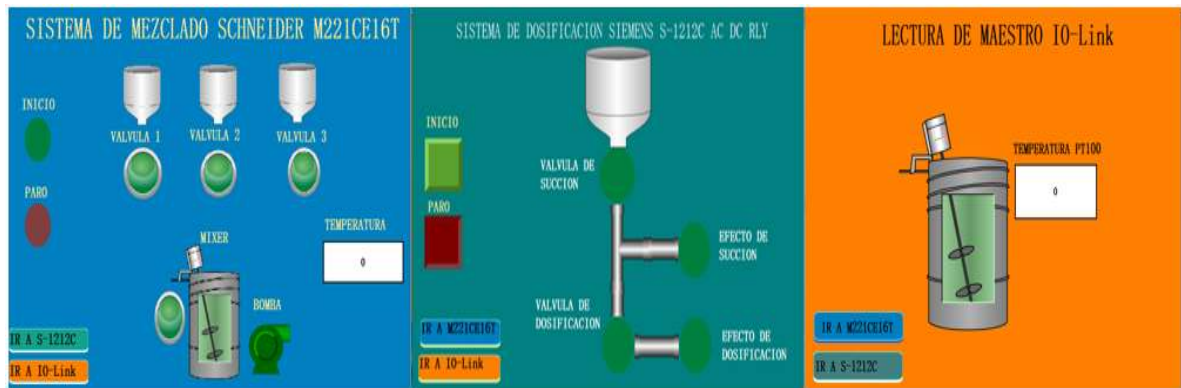 SISTEMA DE MEZCLADO SCHNEIDER M221CE16T
INICIO
VALVULA 1
VALVULA 2
VALVULA 3
PARO
TEMPERATURA
0
MIXER
BOMBA
IR A S-1212C
IR A IO-Link
SISTEMA DE DOSIFICACION SIEMENS S-1212C AC DC RLY
INICIO
VALVULA DE
SUCCION
PARO
EFECTO DE
SUCCION
VALVULA DE
DOSIFICACION
EFECTO DE
DOSIFICACION
IR A M221CE16T
IR A IO-Link
LECTURA DE MAESTRO IO-Link
TEMPERATURA PT100
0
IR A M221CE16T
IR A S-1212C